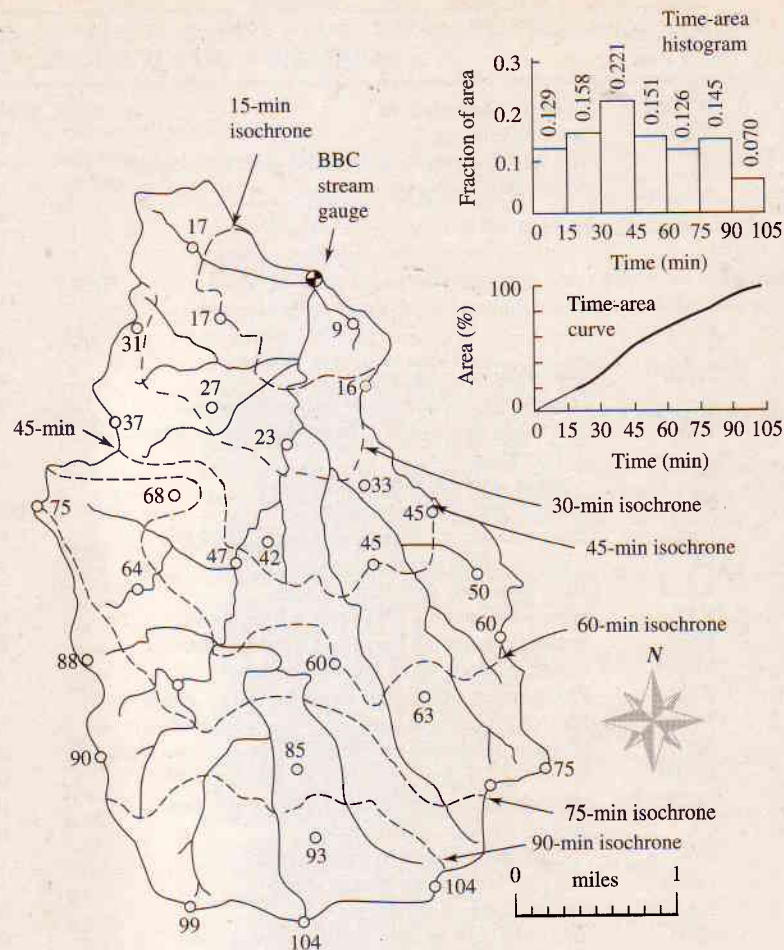 Time-area
histogram
Fraction of area
0.3
0.2
0.1
0
0.129
0.158
0.221
0.151
0.126
0.145
0.070
0 15 30 45 60 75 90 105
Time (min)
15-min
isochrone
BBC
stream
gauge
Area (%)
100
0
Time-area
curve
0 15 30 45 60 75 90 105
Time (min)
17
17
9
31
27
16
37
45-min
23
68
33
30-min isochrone
75
45
45-min isochrone
47
42
45
64
50
60
60-min isochrone
88
60
N
63
90
85
75
75-min isochrone
93
90-min isochrone
104
0 miles 1
99
104